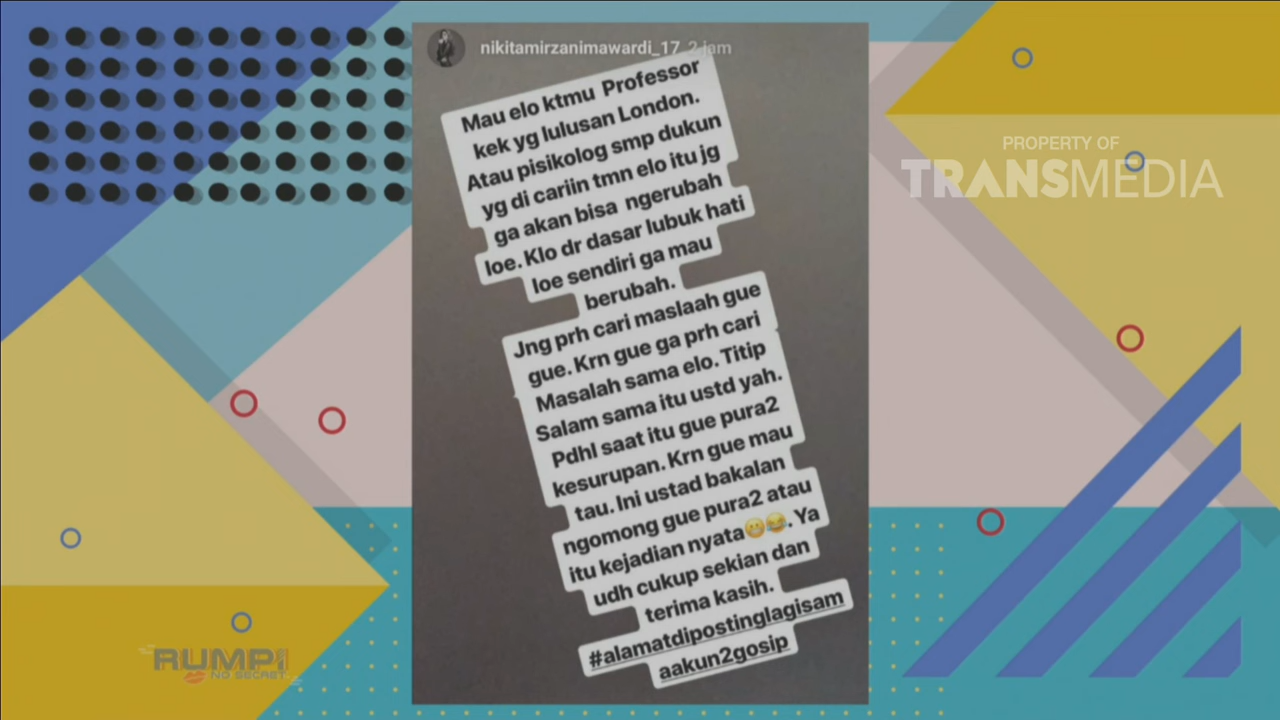 nikitamirzanimawardi_17 2 jam
Mau elo ktmu Professor
kek yg lulusan London.
Atau pisikolog smp dukun
yg di cariin tmn elo itu jg
ga akan bisa ngerubah
loe. Klo dr dasar lubuk hati
loe sendiri ga mau
berubah.
Jng prh cari maslaah gue
gue. Krn gue ga prh cari
Masalah sama elo. Titip
Salam sama itu ustd yah.
Pdhl saat itu gue pura2
kesurupan. Krn gue mau
tau. Ini ustad bakalan
ngomong gue pura2 atau
itu kejadian nyata😬😂. Ya
udh cukup sekian dan
terima kasih.
#alamatdipostinglagisam
aakun2gosip
PROPERTY OF
TRANSMEDIA
RUMPI
NO SECRET